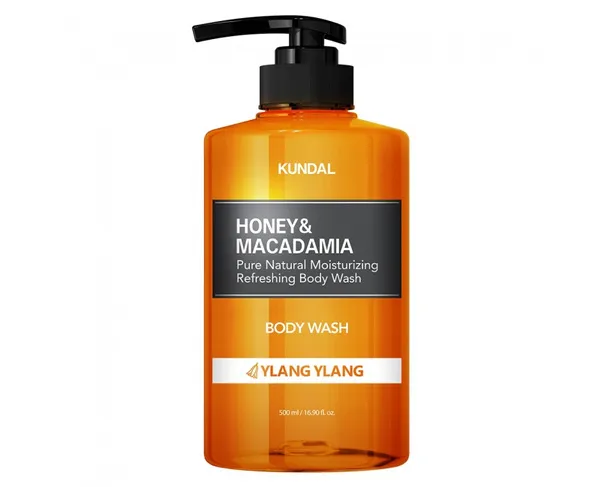 KUNDAL
HONEY&
MACADAMIA
Pure Natural Moisturizing
Refreshing Body Wash
BODY WASH
YLANG YLANG
500 ml / 16.90 fl. oz.